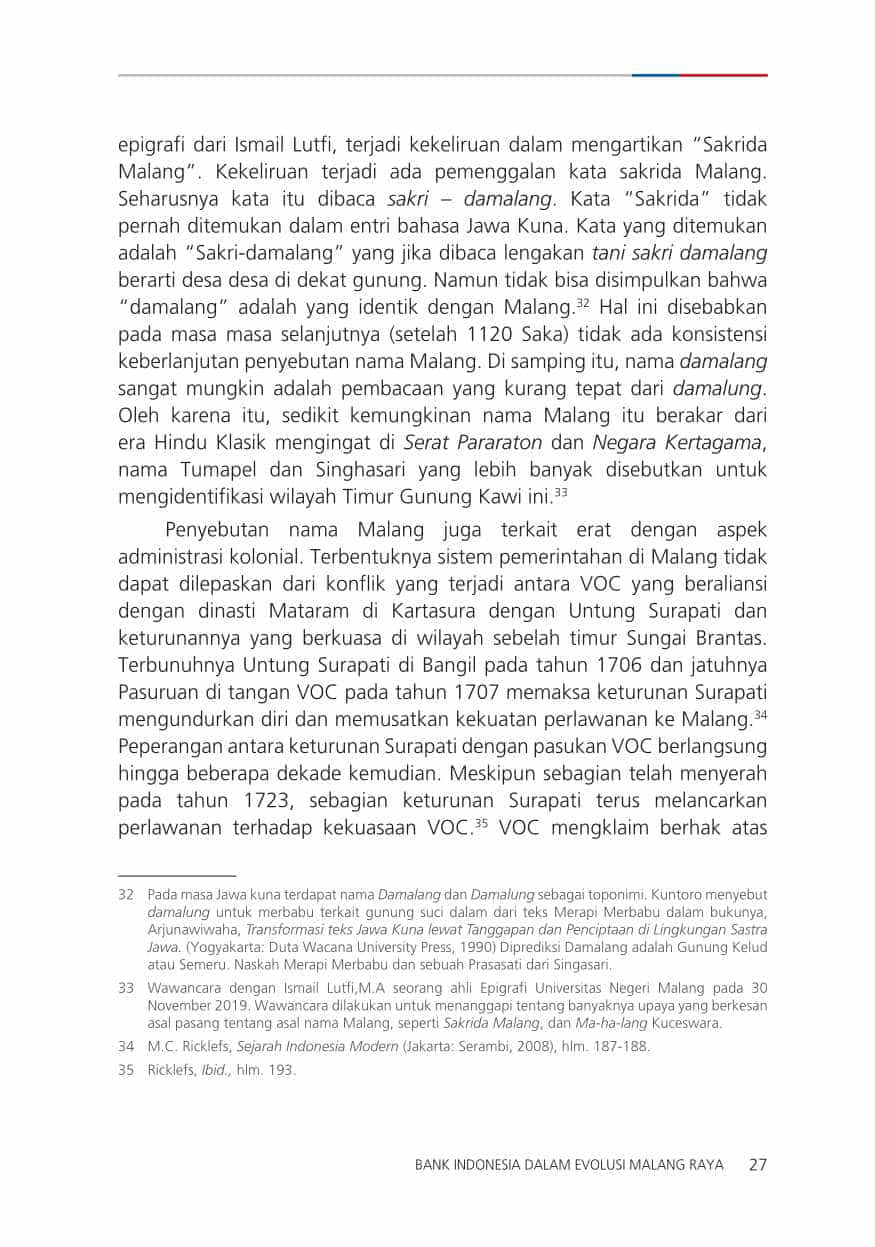 epigrafi dari Ismail Lutfi, terjadi kekeliruan dalam mengartikan “Sakrida
Malang”. Kekeliruan terjadi ada pemenggalan kata sakrida Malang.
Seharusnya kata itu dibaca sakri – damalang. Kata “Sakrida” tidak
pernah ditemukan dalam entri bahasa Jawa Kuna. Kata yang ditemukan
adalah “Sakri-damalang” yang jika dibaca lengakan tani sakri damalang
berarti desa desa di dekat gunung. Namun tidak bisa disimpulkan bahwa
“damalang” adalah yang identik dengan Malang.32 Hal ini disebabkan
pada masa masa selanjutnya (setelah 1120 Saka) tidak ada konsistensi
keberlanjutan penyebutan nama Malang. Di samping itu, nama damalang
sangat mungkin adalah pembacaan yang kurang tepat dari damalung.
Oleh karena itu, sedikit kemungkinan nama Malang itu berakar dari
era Hindu Klasik mengingat di Serat Pararaton dan Negara Kertagama,
nama Tumapel dan Singhasari yang lebih banyak disebutkan untuk
mengidentifikasi wilayah Timur Gunung Kawi ini.33
Penyebutan nama Malang juga terkait erat dengan aspek
administrasi kolonial. Terbentuknya sistem pemerintahan di Malang tidak
dapat dilepaskan dari konflik yang terjadi antara VOC yang beraliansi
dengan dinasti Mataram di Kartasura dengan Untung Surapati dan
keturunannya yang berkuasa di wilayah sebelah timur Sungai Brantas.
Terbunuhnya Untung Surapati di Bangil pada tahun 1706 dan jatuhnya
Pasuruan di tangan VOC pada tahun 1707 memaksa keturunan Surapati
mengundurkan diri dan memusatkan kekuatan perlawanan ke Malang.34
Peperangan antara keturunan Surapati dengan pasukan VOC berlangsung
hingga beberapa dekade kemudian. Meskipun sebagian telah menyerah
pada tahun 1723, sebagian keturunan Surapati terus melancarkan
perlawanan terhadap kekuasaan VOC.35 VOC mengklaim berhak atas
32 Pada masa Jawa kuna terdapat nama Damalang dan Damalung sebagai toponimi. Kuntoro menyebut
damalung untuk merbabu terkait gunung suci dalam dari teks Merapi Merbabu dalam bukunya,
Arjunawiwaha, Transformasi teks Jawa Kuna lewat Tanggapan dan Penciptaan di Lingkungan Sastra
Jawa. (Yogyakarta: Duta Wacana University Press, 1990) Diprediksi Damalang adalah Gunung Kelud
atau Semeru. Naskah Merapi Merbabu dan sebuah Prasasati dari Singasari.
33 Wawancara dengan Ismail Lutfi,M.A seorang ahli Epigrafi Universitas Negeri Malang pada 30
November 2019. Wawancara dilakukan untuk menanggapi tentang banyaknya upaya yang berkesan
asal pasang tentang asal nama Malang, seperti Sakrida Malang, dan Ma-ha-lang Kuceswara.
34 M.C. Ricklefs, Sejarah Indonesia Modern (Jakarta: Serambi, 2008), hlm. 187-188.
35 Ricklefs, Ibid., hlm. 193.
BANK INDONESIA DALAM EVOLUSI MALANG RAYA 27